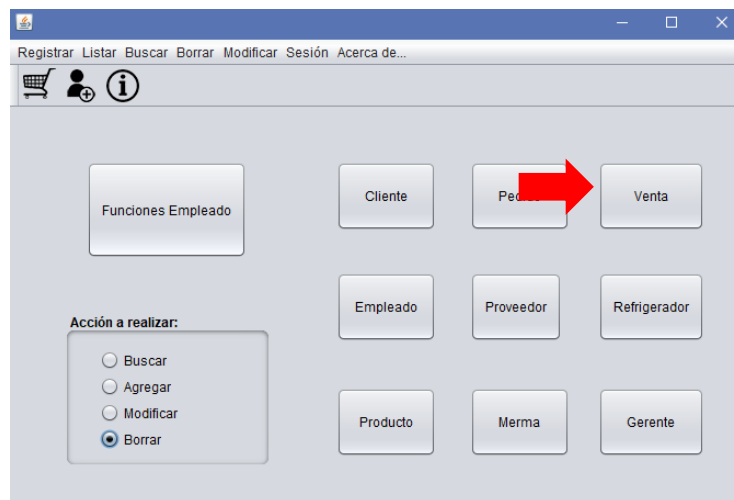 Registrar Listar Buscar Borrar Modificar Sesión Acerca de...
Funciones Empleado
Cliente
Venta
Empleado
Proveedor
Refrigerador
Acción a realizar:
Buscar
Agregar
Modificar
Borrar
Producto
Merma
Gerente